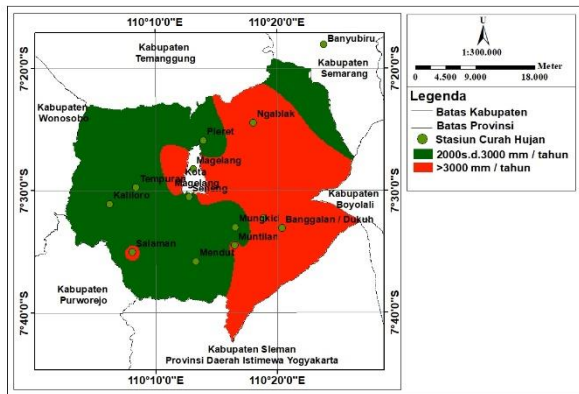 110°10'0"E
110°20'0"E
Banyubiru
Kabupaten
Temanggung
Kabupaten
Semarang
7°20'0"S
7°20'0"S
Kabupaten
Wonosobo
Ngablak
Pleret
Magelang
Kota
Magelang
Tempuran
Seneng
7°30'0"S
7°30'0"S
Kabupaten
Boyolali
Kaliloro
Mungkid
Banggalan / Dukuh
Muntilan
Salaman
Mendut
Kabupaten
Purworejo
7°40'0"S
7°40'0"S
Kabupaten Sleman
Provinsi Daerah Istimewa Yogyakarta
110°10'0"E
110°20'0"E
U
1:300.000
Meter
0 4.500 9.000 18.000
Legenda
Batas Kabupaten
Batas Provinsi
Stasiun Curah Hujan
2000s.d.3000 mm / tahun
>3000 mm / tahun